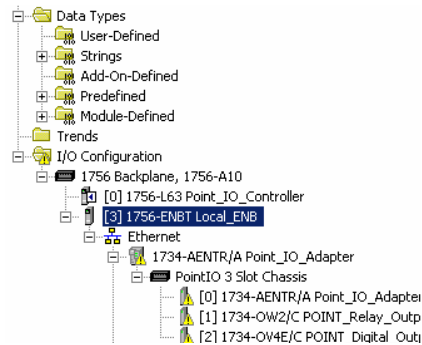 Data Types
User-Defined
Strings
Add-On-Defined
Predefined
Module-Defined
Trends
I/O Configuration
1756 Backplane, 1756-A10
[0] 1756-L63 Point_IO_Controller
[3] 1756-ENBT Local_ENB
Ethernet
1734-AENTR/A Point_IO_Adapter
PointIO 3 Slot Chassis
[0] 1734-AENTR/A Point_IO_Adapter
[1] 1734-OW2/C POINT_Relay_Outp
[2] 1734-OV4E/C POINT_Digital_Outp